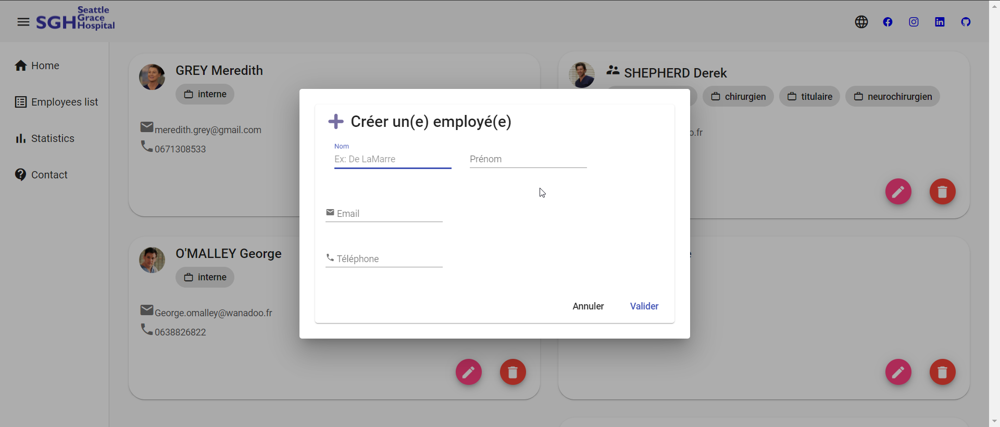 Seattle
Grace
Hospital
SGH
Home
Employees list
Statistics
Contact
GREY Meredith
interne
meredith.grey@gmail.com
0671308533
SHEPHERD Derek
chirurgien
titulaire
neurochirurgien
o.fr
Créer un(e) employé(e)
Nom
Ex: De LaMarre
Prénom
Email
Téléphone
Annuler
Valider
O'MALLEY George
interne
George.omalley@wanadoo.fr
0638826822